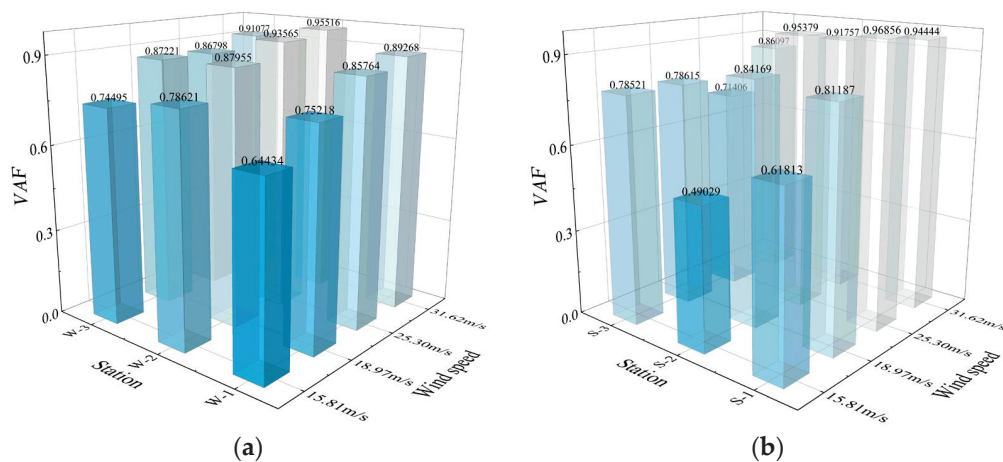 0.95516
0.91077
0.93565
0.9
0.87221
0.86798
0.87955
0.89268
0.85764
0.74495
0.78621
0.75218
0.6
0.64434
VAF
0.3
0.0
W-3
W-2
W-1
Station
31.62m/s
25.30m/s
18.97m/s
15.81m/s
Wind speed
(a)
0.95379
0.91757
0.96856
0.94444
0.9
0.86097
0.78521
0.78615
0.84169
0.71406
0.81187
0.6
0.49029
0.61813
VAF
0.3
0.0
S-3
S-2
S-1
Station
31.62m/s
25.30m/s
18.97m/s
15.81m/s
Wind speed
(b)